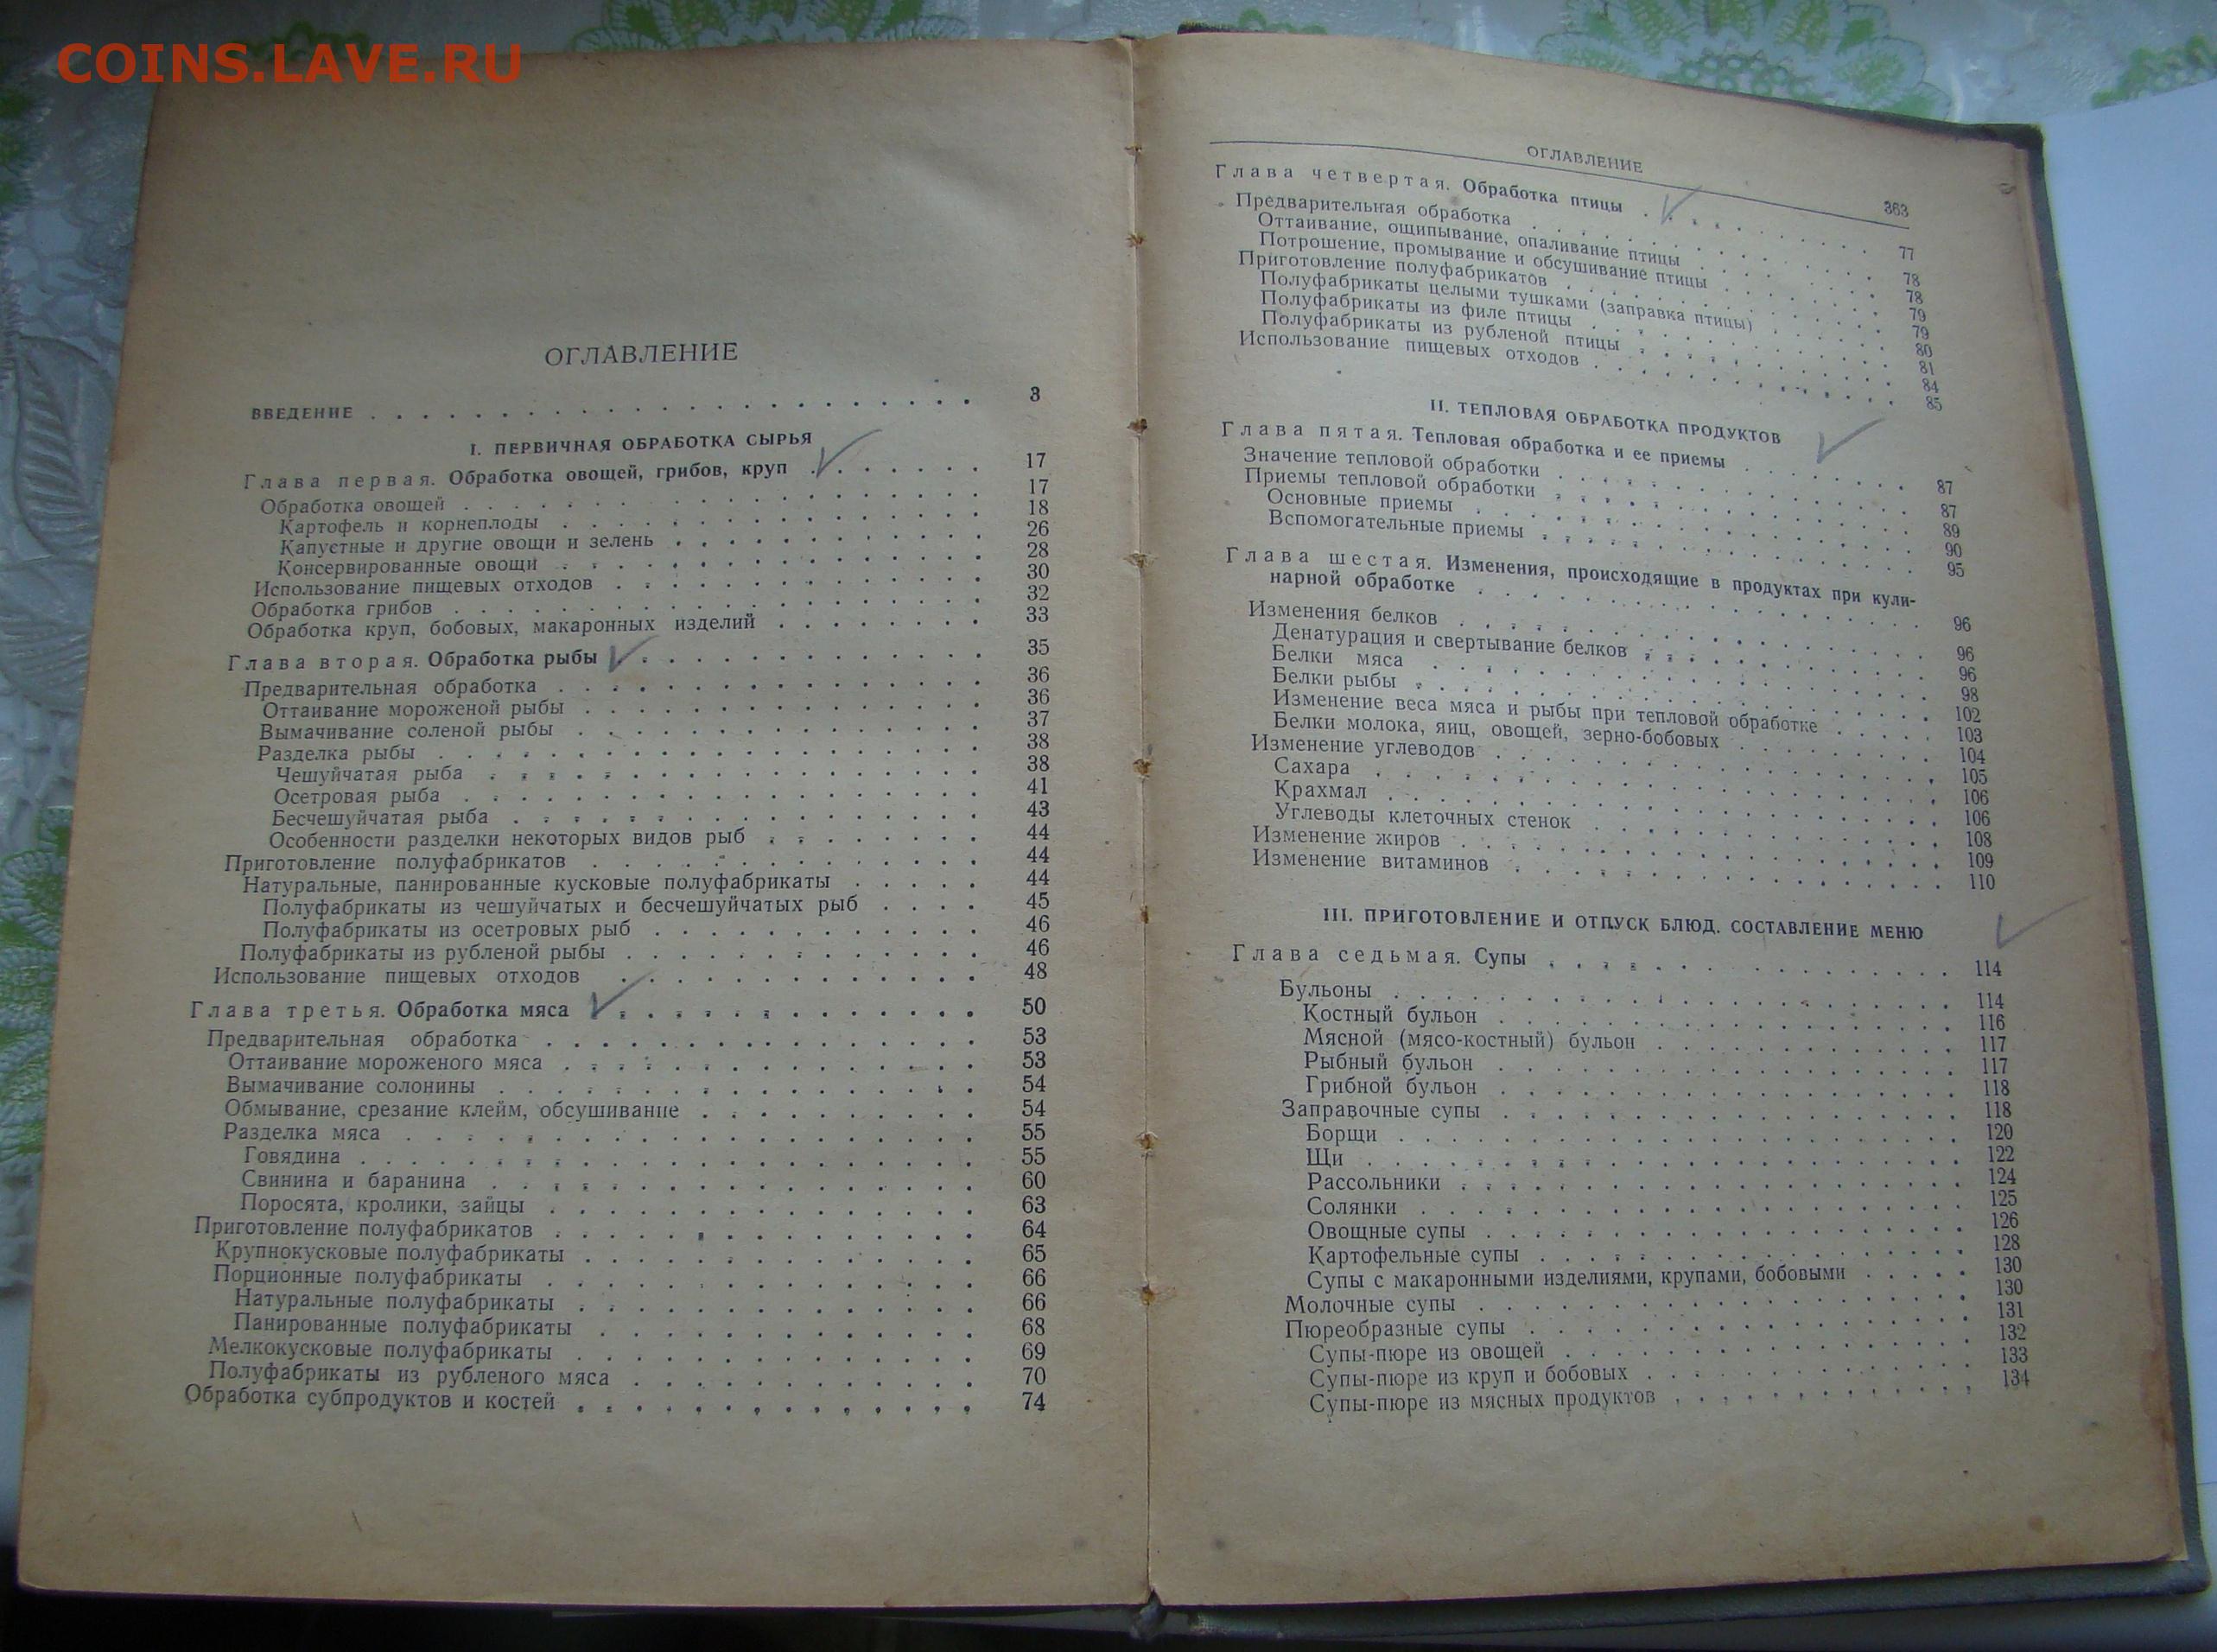 COINS.LAVE.RU
ОГЛАВЛЕНИЕ
ВВЕДЕНИЕ . . . . . . . . . . 3
I. ПЕРВИЧНАЯ ОБРАБОТКА СЫРЬЯ
Глава первая. Обработка овощей, грибов, круп . . . . . . 17
Обработка овощей . . . . . . . . . . 17
Картофель и корнеплоды . . . . . . . . . . 18
Капустные и другие овощи и зелень . . . . . . . . . . 26
Консервированные овощи . . . . . . . . . . 28
Использование пищевых отходов . . . . . . . . . . 30
Обработка грибов . . . . . . . . . . 32
Обработка круп, бобовых, макаронных изделий . . . . . . . . 33
Глава вторая. Обработка рыбы . . . . . . . . . . 35
Предварительная обработка . . . . . . . . . . 36
Оттаивание мороженой рыбы . . . . . . . . . . 36
Вымачивание соленой рыбы . . . . . . . . . . 37
Разделка рыбы . . . . . . . . . . 38
Чешуйчатая рыба . . . . . . . . . . 38
Осетровая рыба . . . . . . . . . . 41
Бесчешуйчатая рыба . . . . . . . . . . 43
Особенности разделки некоторых видов рыб . . . . . . . . 44
Приготовление полуфабрикатов . . . . . . . . . . 44
Натуральные, панированные кусковые полуфабрикаты . . . . . 44
Полуфабрикаты из чешуйчатых и бесчешуйчатых рыб . . . . 45
Полуфабрикаты из осетровых рыб . . . . . . . . . . 46
Полуфабрикаты из рубленой рыбы . . . . . . . . . . 46
Использование пищевых отходов . . . . . . . . . . 48
Глава третья. Обработка мяса . . . . . . . . . . 50
Предварительная обработка . . . . . . . . . . 53
Оттаивание мороженого мяса . . . . . . . . . . 53
Вымачивание солонины . . . . . . . . . . 54
Обмывание, срезание клейм, обсушивание . . . . . . . . . . 54
Разделка мяса . . . . . . . . . . 55
Говядина . . . . . . . . . . 55
Свинина и баранина . . . . . . . . . . 60
Поросята, кролики, зайцы . . . . . . . . . . 63
Приготовление полуфабрикатов . . . . . . . . . . 64
Крупнокусковые полуфабрикаты . . . . . . . . . . 65
Порционные полуфабрикаты . . . . . . . . . . 66
Натуральные полуфабрикаты . . . . . . . . . . 66
Панированные полуфабрикаты . . . . . . . . . . 68
Мелкокусковые полуфабрикаты . . . . . . . . . . 69
Полуфабрикаты из рубленого мяса . . . . . . . . . . 70
Обработка субпродуктов и костей . . . . . . . . . . 74
ОГЛАВЛЕНИЕ 363
Глава четвертая. Обработка птицы . . . . . . . . . . 77
Предварительная обработка . . . . . . . . . . 78
Оттаивание, ощипывание, опаливание птицы . . . . . . . . 78
Потрошение, промывание и обсушивание птицы . . . . . . . . 79
Приготовление полуфабрикатов . . . . . . . . . . 79
Полуфабрикаты целыми тушками (заправка птицы) . . . . . . 80
Полуфабрикаты из филе птицы . . . . . . . . . . 81
Полуфабрикаты из рубленой птицы . . . . . . . . . . 84
Использование пищевых отходов . . . . . . . . . . 85
II. ТЕПЛОВАЯ ОБРАБОТКА ПРОДУКТОВ
Глава пятая. Тепловая обработка и ее приемы . . . . . . . . 87
Значение тепловой обработки . . . . . . . . . . 87
Приемы тепловой обработки . . . . . . . . . . 89
Основные приемы . . . . . . . . . . 90
Вспомогательные приемы . . . . . . . . . . 95
Глава шестая. Изменения, происходящие в продуктах при кули-
нарной обработке . . . . . . . . . . 96
Изменения белков . . . . . . . . . . 96
Денатурация и свертывание белков . . . . . . . . . . 96
Белки мяса . . . . . . . . . . 98
Белки рыбы . . . . . . . . . . 102
Изменение веса мяса и рыбы при тепловой обработке . . . . . 103
Белки молока, яиц, овощей, зерно-бобовых . . . . . . . . 104
Изменение углеводов . . . . . . . . . . 105
Сахара . . . . . . . . . . 106
Крахмал . . . . . . . . . . 106
Углеводы клеточных стенок . . . . . . . . . . 108
Изменение жиров . . . . . . . . . . 109
Изменение витаминов . . . . . . . . . . 110
III. ПРИГОТОВЛЕНИЕ И ОТПУСК БЛЮД. СОСТАВЛЕНИЕ МЕНЮ
Глава седьмая. Супы . . . . . . . . . . 114
Бульоны . . . . . . . . . . 114
Костный бульон . . . . . . . . . . 116
Мясной (мясо-костный) бульон . . . . . . . . . . 117
Рыбный бульон . . . . . . . . . . 117
Грибной бульон . . . . . . . . . . 118
Заправочные супы . . . . . . . . . . 118
Борщи . . . . . . . . . . 120
Щи . . . . . . . . . . 122
Рассольники . . . . . . . . . . 124
Солянки . . . . . . . . . . 125
Овощные супы . . . . . . . . . . 126
Картофельные супы . . . . . . . . . . 128
Супы с макаронными изделиями, крупами, бобовыми . . . . . 130
Молочные супы . . . . . . . . . . 130
Пюреобразные супы . . . . . . . . . . 131
Супы-пюре из овощей . . . . . . . . . . 132
Супы-пюре из круп и бобовых . . . . . . . . . . 133
Супы-пюре из мясных продуктов . . . . . . . . . . 134